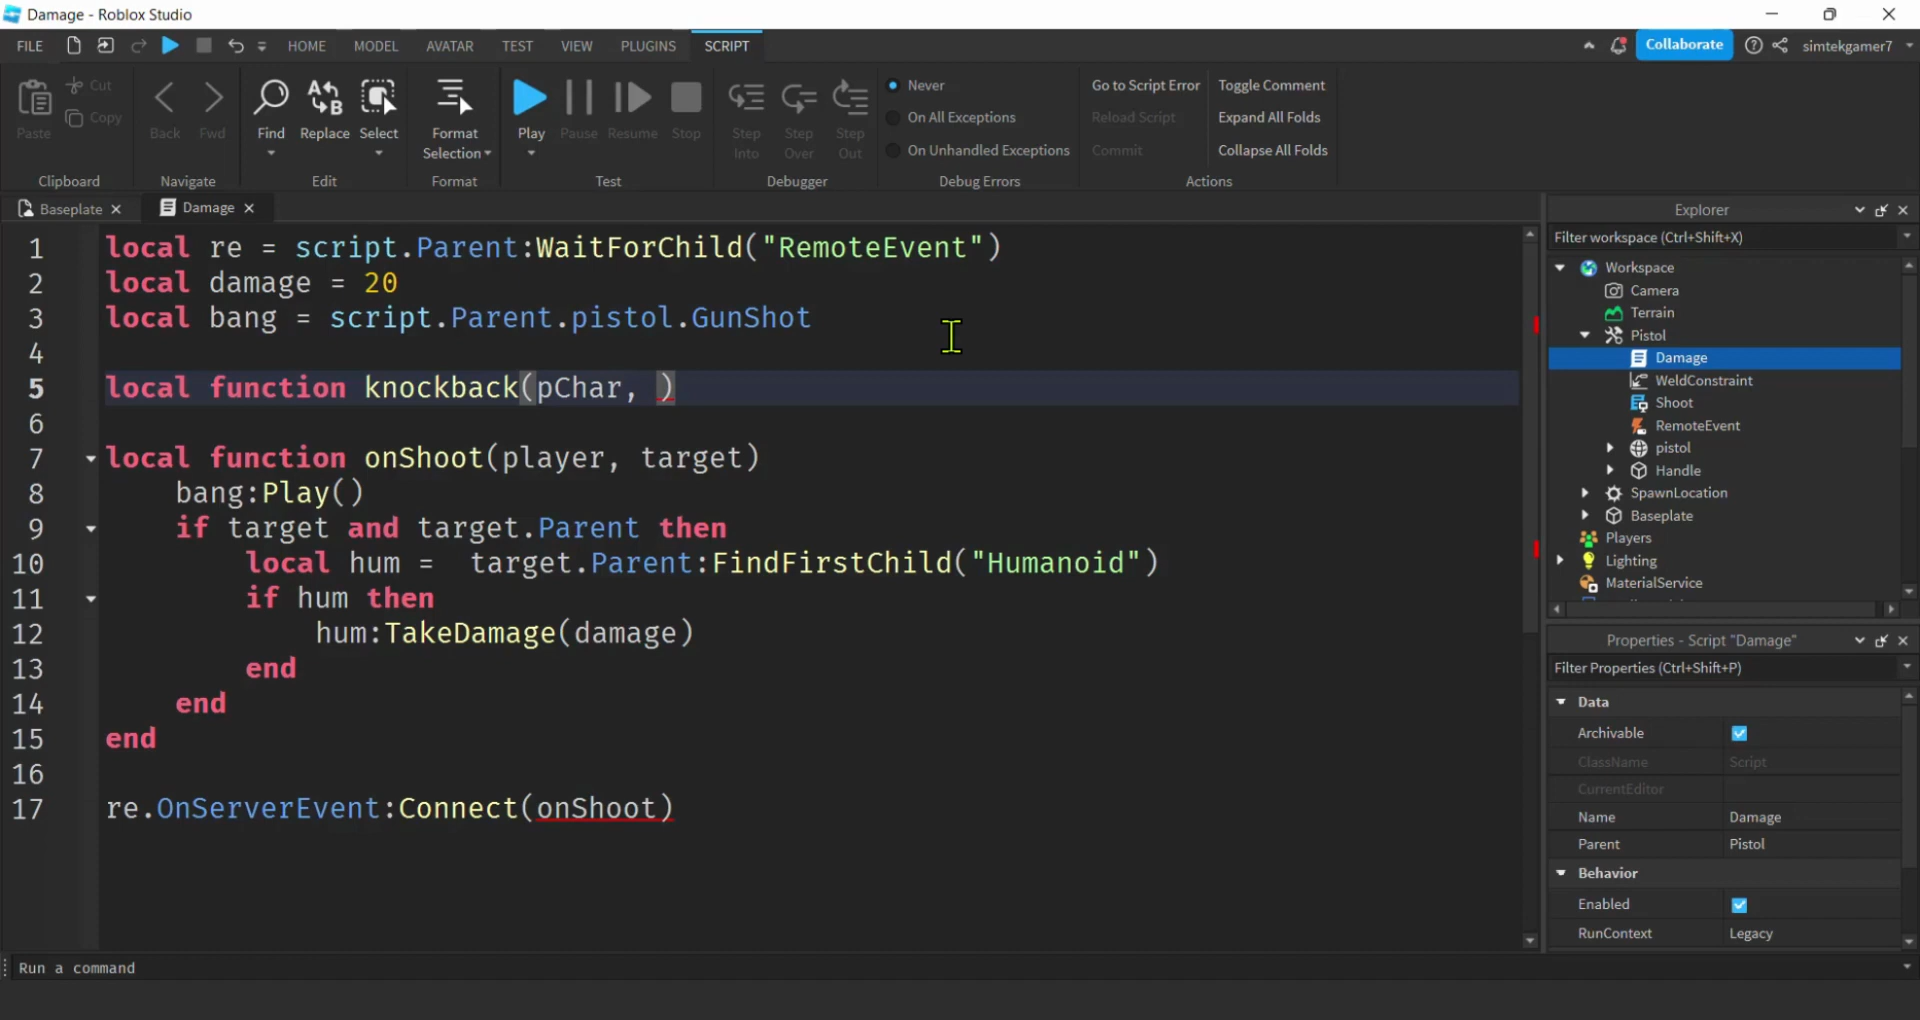 Damage - Roblox Studio
FILE HOME MODEL AVATAR TEST VIEW PLUGINS SCRIPT Collaborate simtekgamer7
Paste Cut Copy
Clipboard
Back Fwd
Navigate
Find Replace Select
Edit
Format Selection
Format
Play Pause Resume Stop
Test
Step Into Step Over Step Out
Debugger
Never
On All Exceptions
On Unhandled Exceptions
Debug Errors
Go to Script Error Toggle Comment
Reload Script Expand All Folds
Commit Collapse All Folds
Actions
Baseplate Damage
1 local re = script.Parent:WaitForChild("RemoteEvent")
2 local damage = 20
3 local bang = script.Parent.pistol.GunShot
4
5 local function knockback(pChar, )
6
7 local function onShoot(player, target)
8 bang:Play()
9 if target and target.Parent then
10 local hum =  target.Parent:FindFirstChild("Humanoid")
11 if hum then
12 hum:TakeDamage(damage)
13 end
14 end
15 end
16
17 re.OnServerEvent:Connect(onShoot)
Explorer
Filter workspace (Ctrl+Shift+X)
Workspace
Camera
Terrain
Pistol
Damage
WeldConstraint
Shoot
RemoteEvent
pistol
Handle
SpawnLocation
Baseplate
Players
Lighting
MaterialService
Properties - Script "Damage"
Filter Properties (Ctrl+Shift+P)
Data
Archivable
ClassName Script
CurrentEditor
Name Damage
Parent Pistol
Behavior
Enabled
RunContext Legacy
Run a command